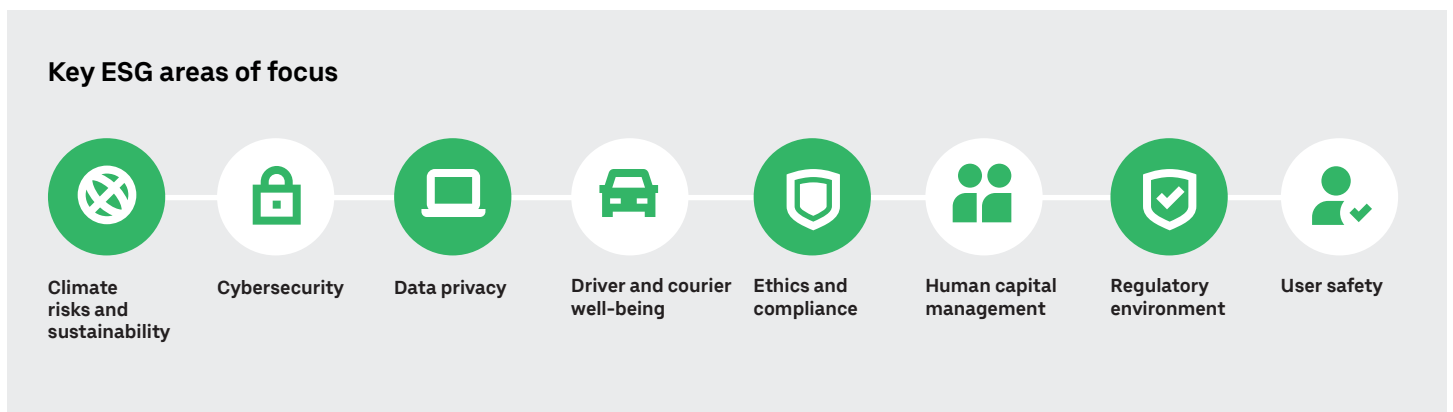 Key ESG areas of focus
Climate
risks and
sustainability
Cybersecurity
Data privacy
Driver and courier
well-being
Ethics and
compliance
Human capital
management
Regulatory
environment
User safety